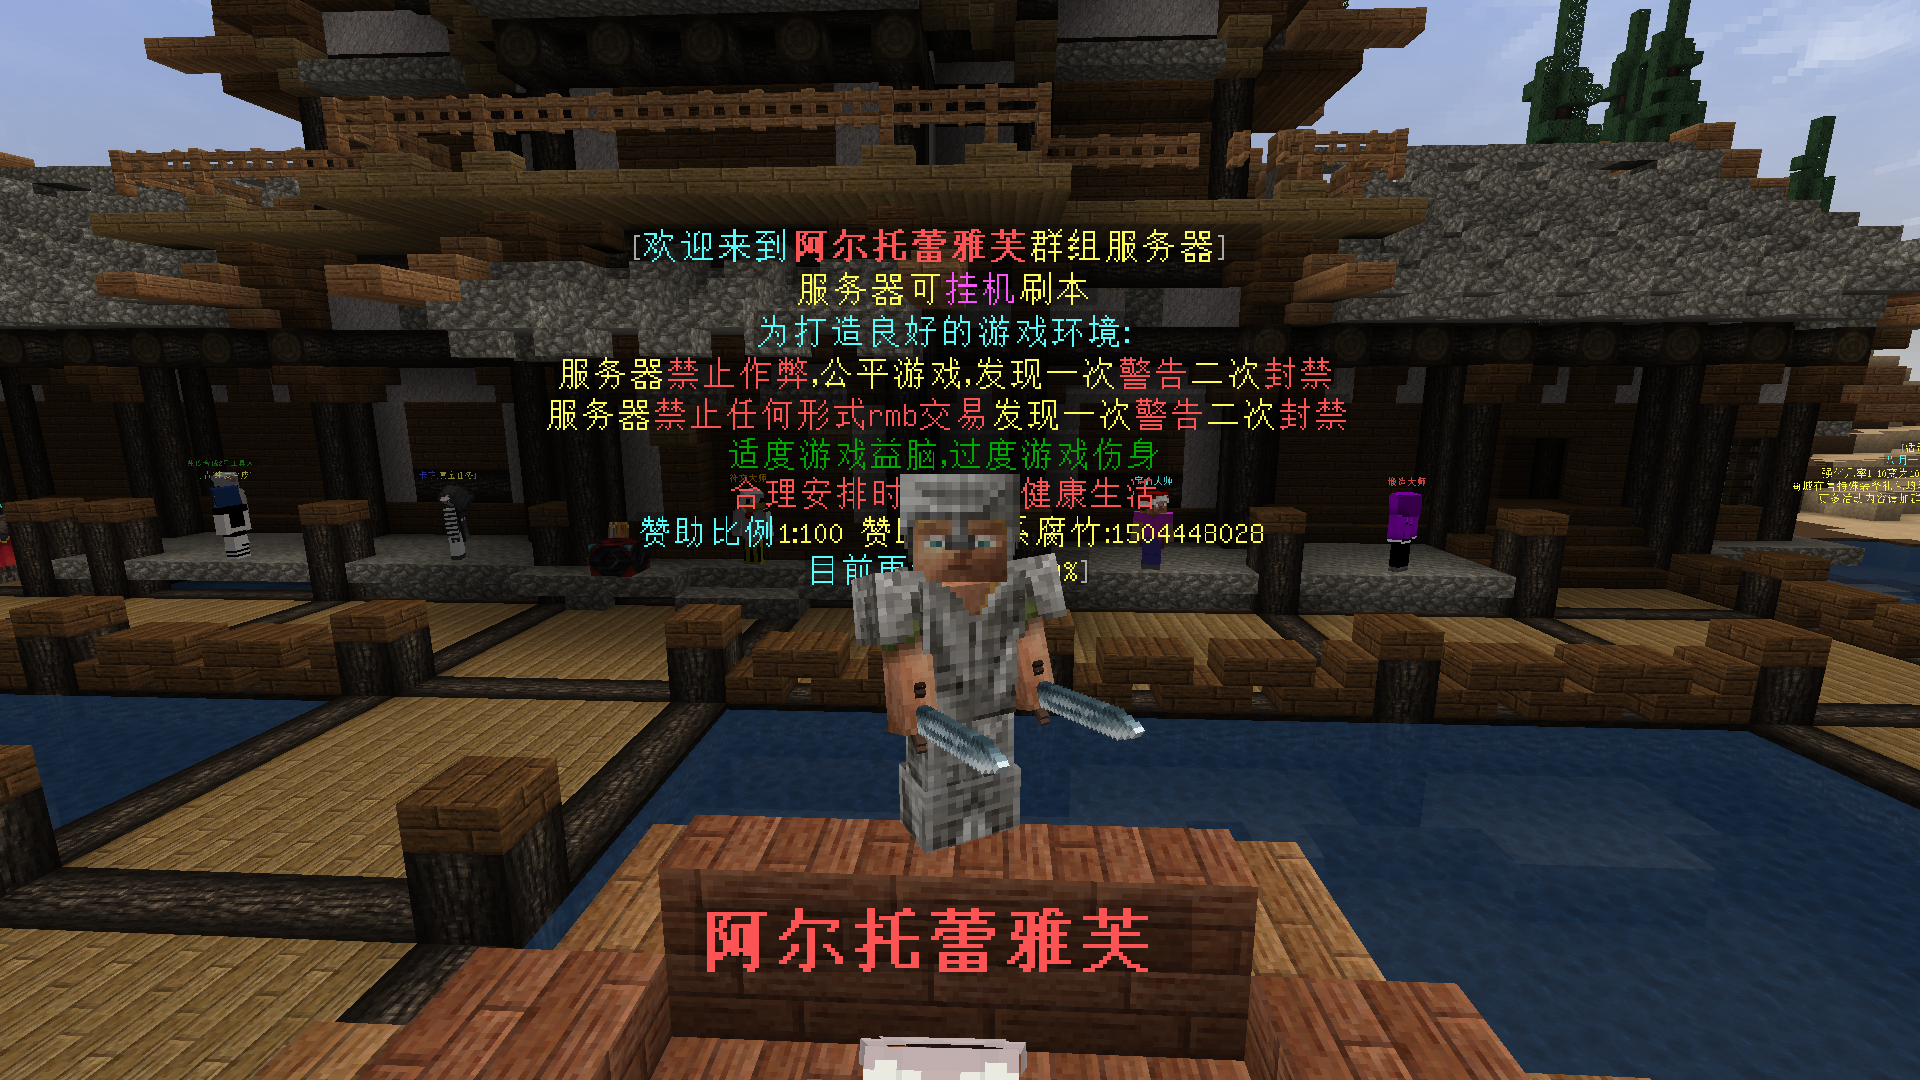 [欢迎来到阿尔托蕾雅芙群组服务器]
服务器可挂机刷本
为打造良好的游戏环境:
服务器禁止作弊,公平游戏,发现一次警告二次封禁
服务器禁止任何形式rmb交易发现一次警告二次封禁
适度游戏益脑,过度游戏伤身
合理安排时 健康生活
赞助比例1:100 赞 腐竹:1504448028
目前 %]
锻造大师
阿尔托蕾雅芙